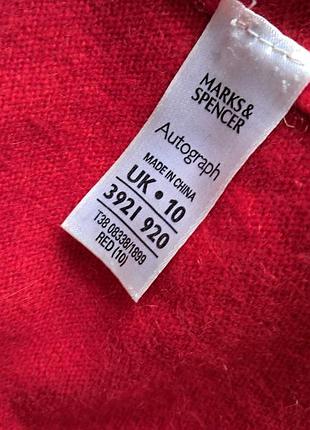 MARKS &
SPENCER
Autograph
MADE IN CHINA
UK • 10
3921 920
T38 08338/1899
RED (10)